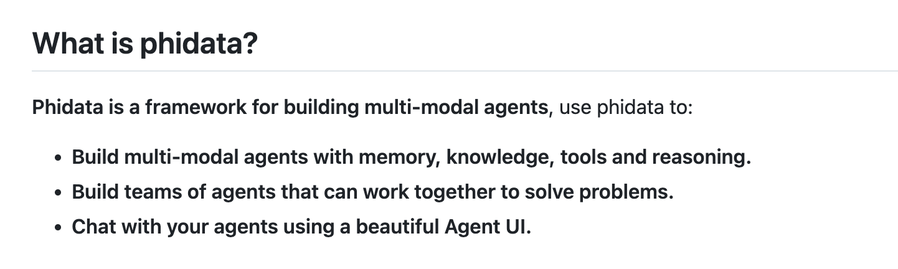 What is phidata?
Phidata is a framework for building multi-modal agents, use phidata to:
• Build multi-modal agents with memory, knowledge, tools and reasoning.
• Build teams of agents that can work together to solve problems.
• Chat with your agents using a beautiful Agent UI.